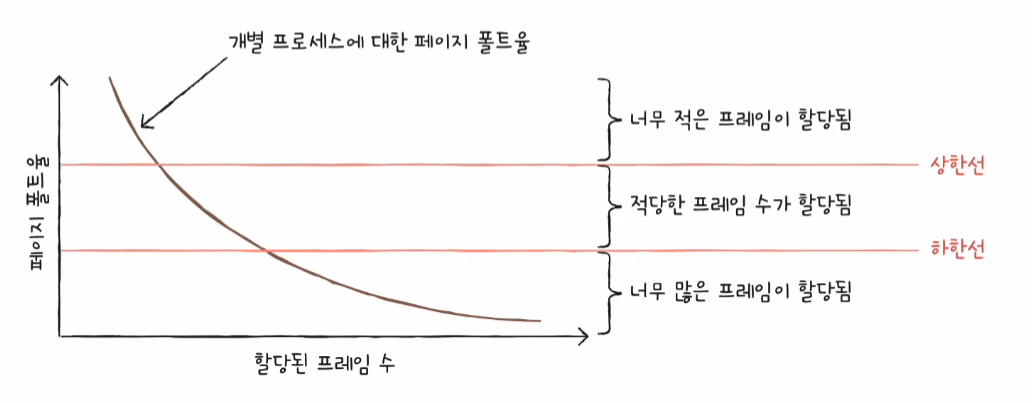 개별 프로세스에 대한 페이지 폴트율
너무 적은 프레임이 할당됨
상한선
페이지 폴트율
적당한 프레임 수가 할당됨
하한선
너무 많은 프레임이 할당됨
할당된 프레임 수